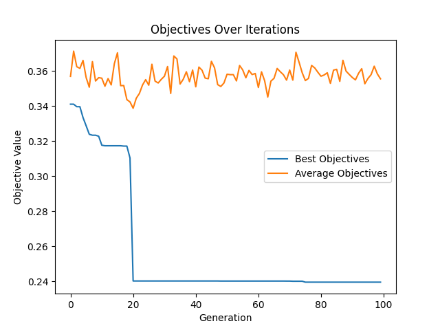 Objectives Over Iterations
Objective Value
0.36
0.34
0.32
0.30
0.28
0.26
0.24
Best Objectives
Average Objectives
0
20
40
60
80
100
Generation